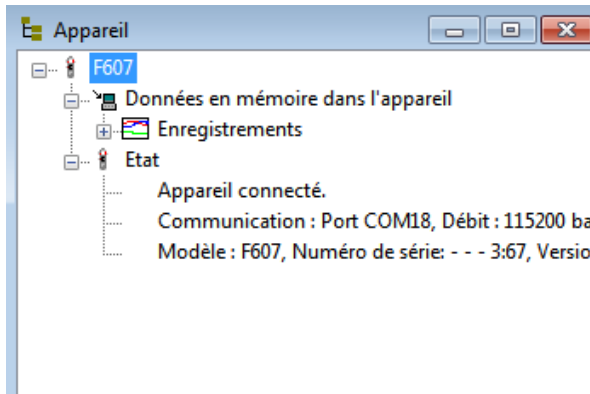 Appareil
F607
Données en mémoire dans l'appareil
Enregistrements
Etat
Appareil connecté.
Communication : Port COM18, Débit : 115200 ba
Modèle : F607, Numéro de série: - - - 3:67, Versio